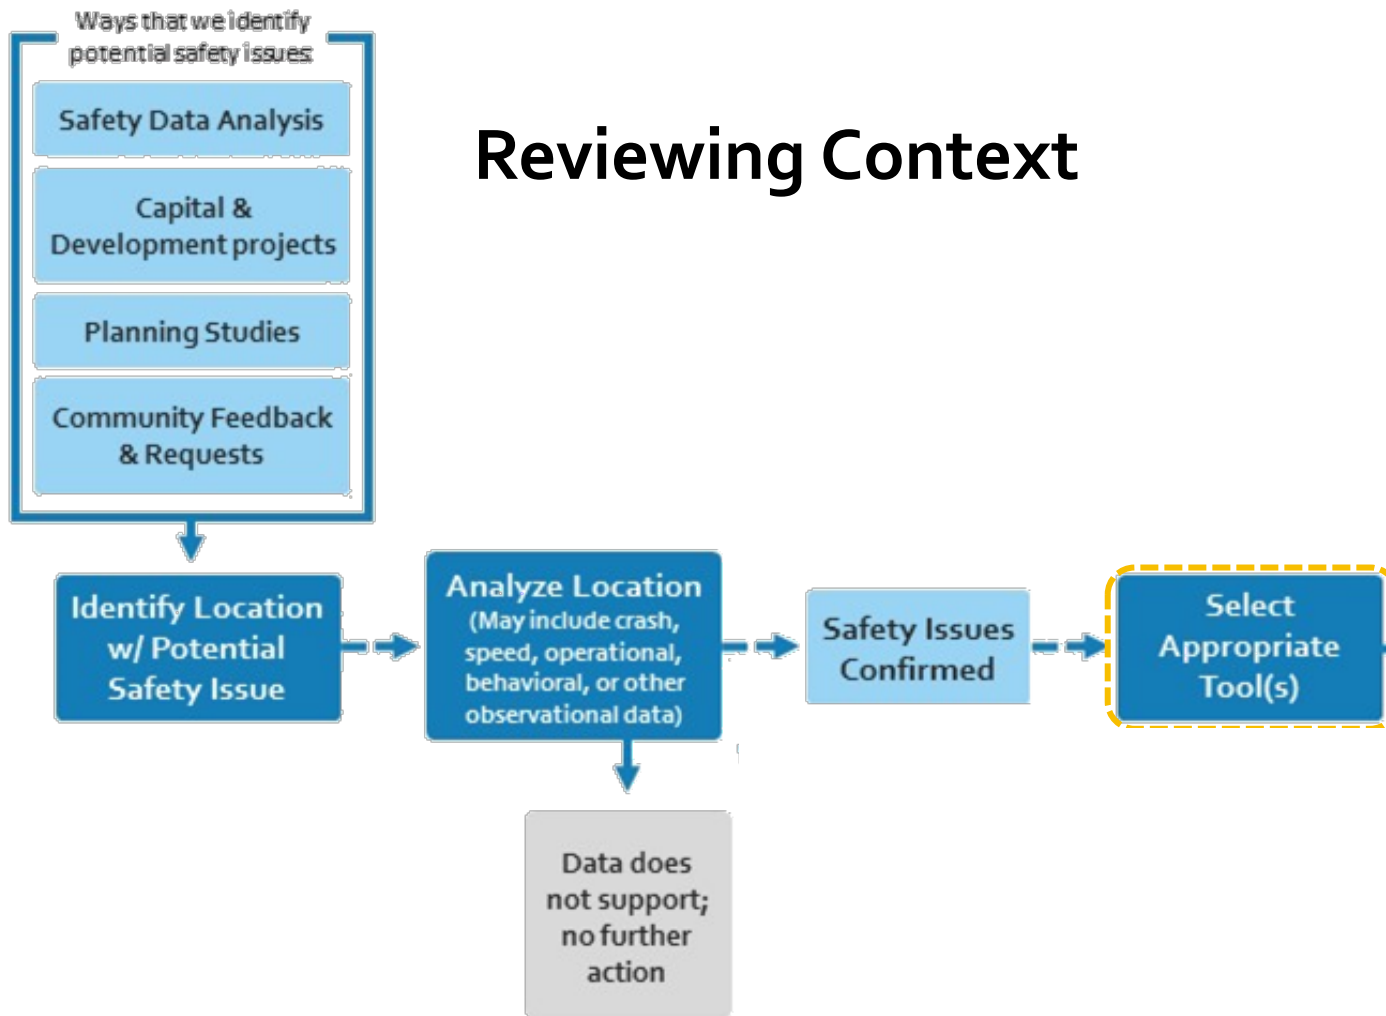 Ways that we identify
potential safety issues:
Safety Data Analysis
Capital &
Development projects
Planning Studies
Community Feedback
& Requests
Reviewing Context
Identify Location
w/ Potential
Safety Issue
Analyze Location
(May include crash,
speed, operational,
behavioral, or other
observational data)
Safety Issues
Confirmed
Select
Appropriate
Tool(s)
Data does
not support;
no further
action